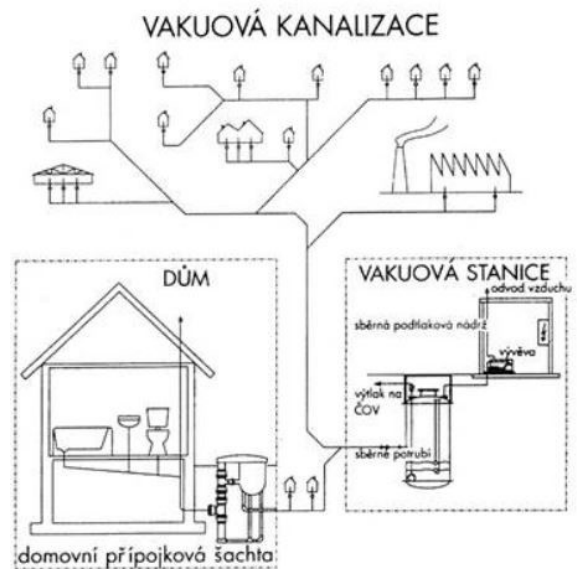 VAKUOVÁ KANALIZACE
DŮM
VAKUOVÁ STANICE
odvod vzduchu
sběrná podtlaková nádrž
vývěva
výtlak na
ČOV
sběrné potrubí
domovní přípojková šachta